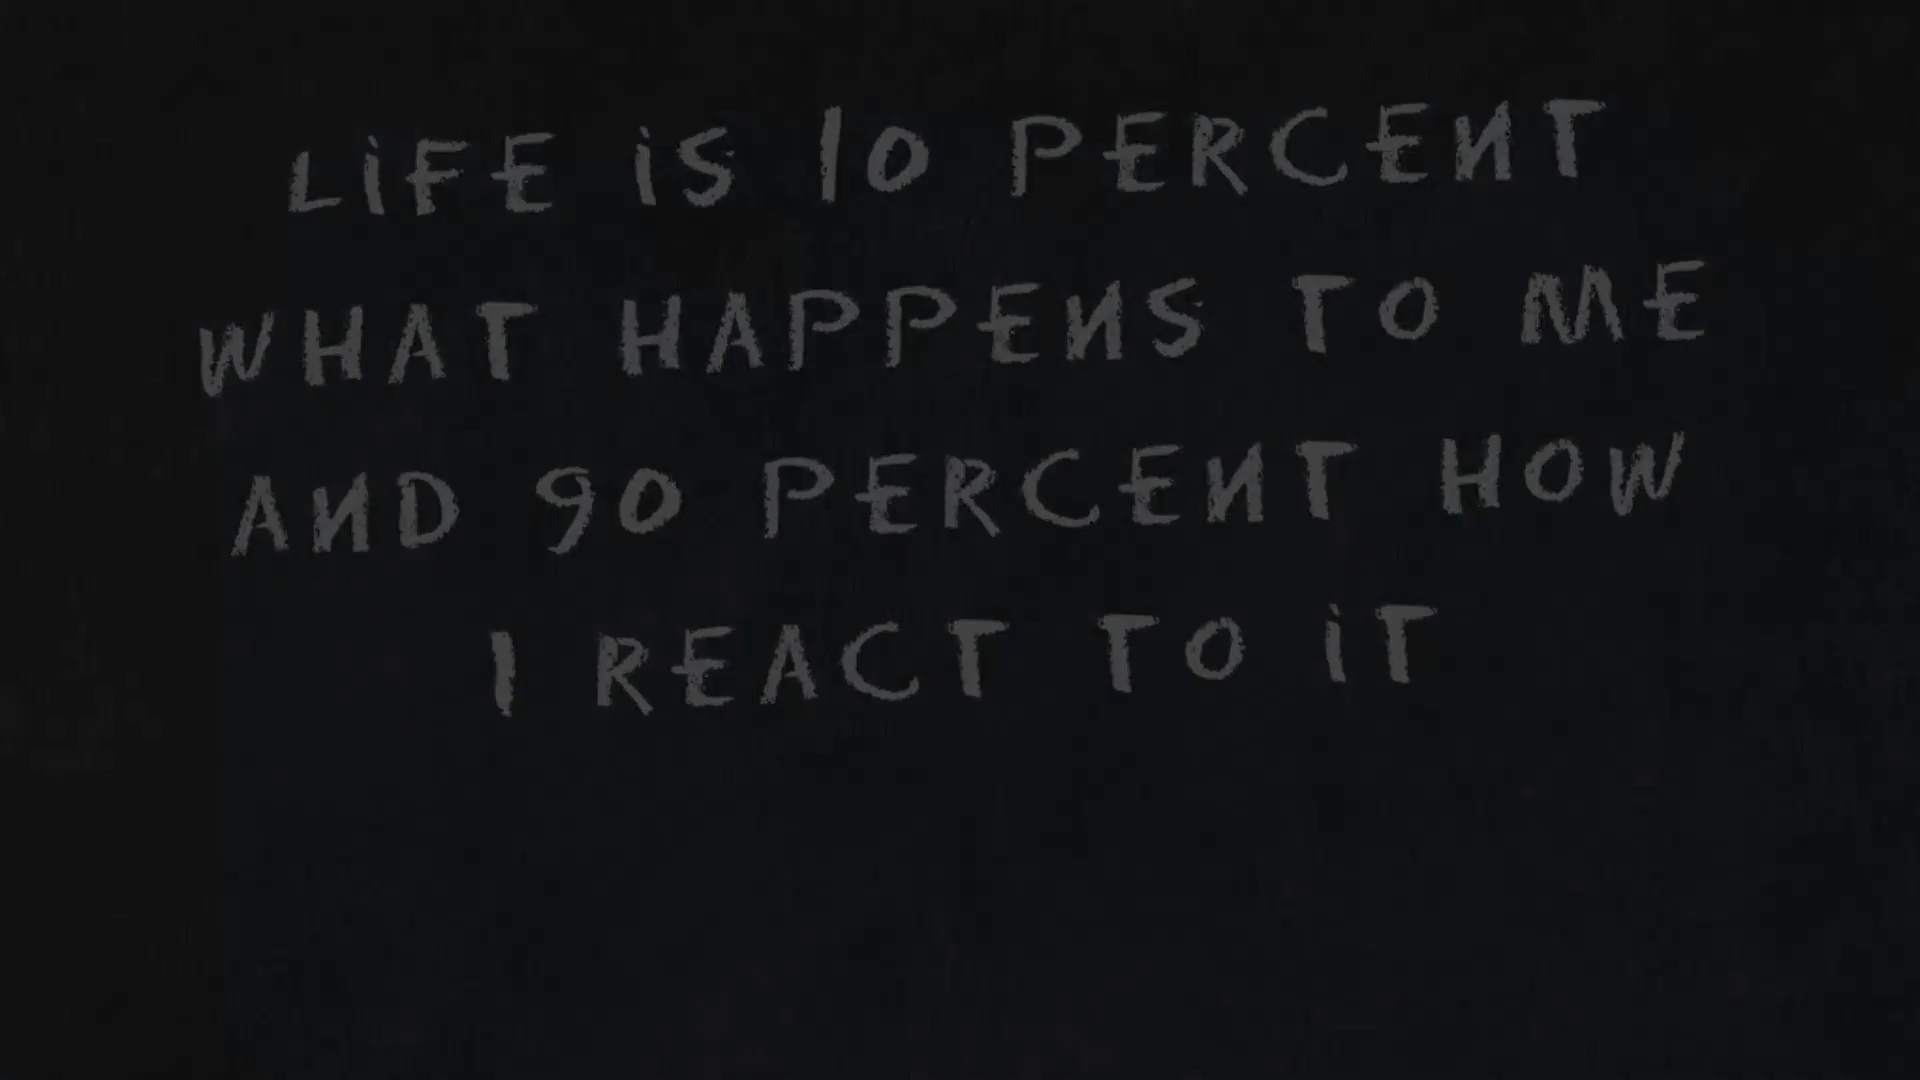 LiFE iS 10 PERCENT
WHAT HAPPENS TO ME
AND 90 PERCENT HOW
I REACT TO iT